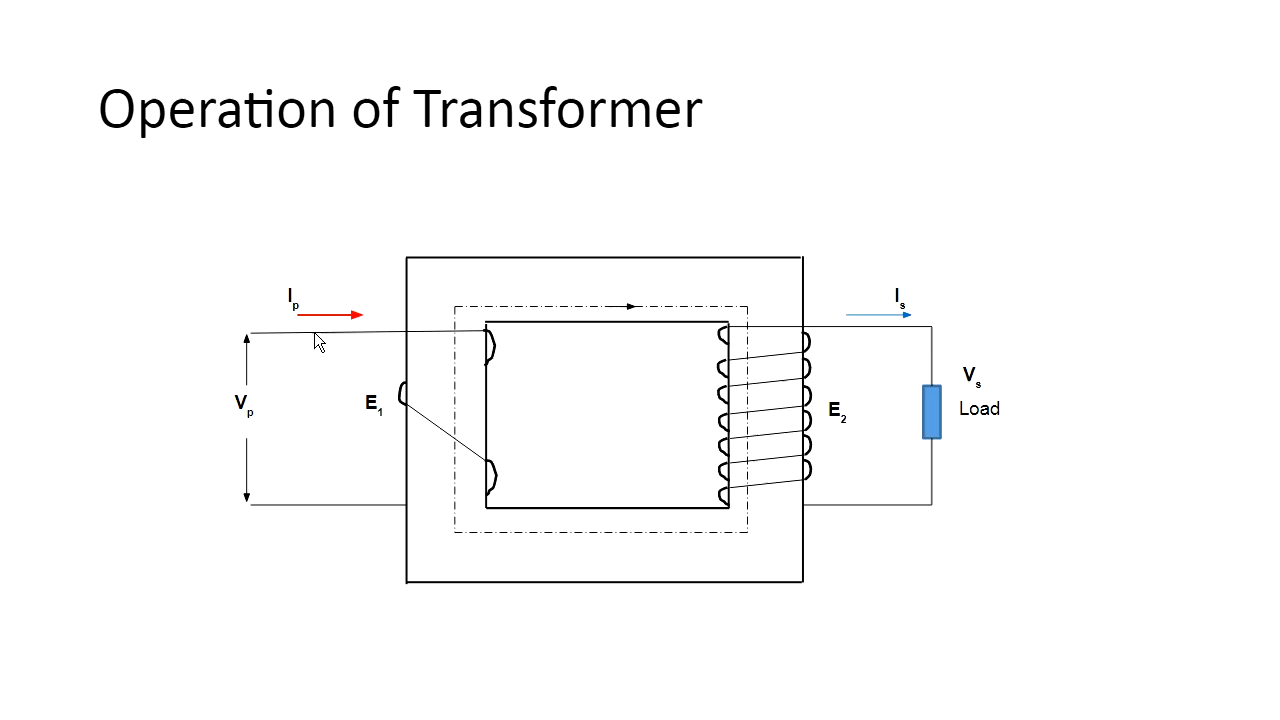 Operation of Transformer
Ip
Is
Vp
E1
E2
Vs
Load